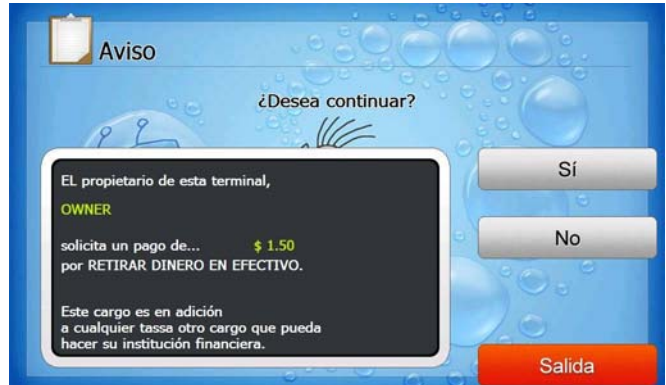 Aviso
¿Desea continuar?
EL propietario de esta terminal,
OWNER
solicita un pago de... $ 1.50
por RETIRAR DINERO EN EFECTIVO.
Este cargo es en adición
a cualquier tassa otro cargo que pueda
hacer su institución financiera.
Sí
No
Salida